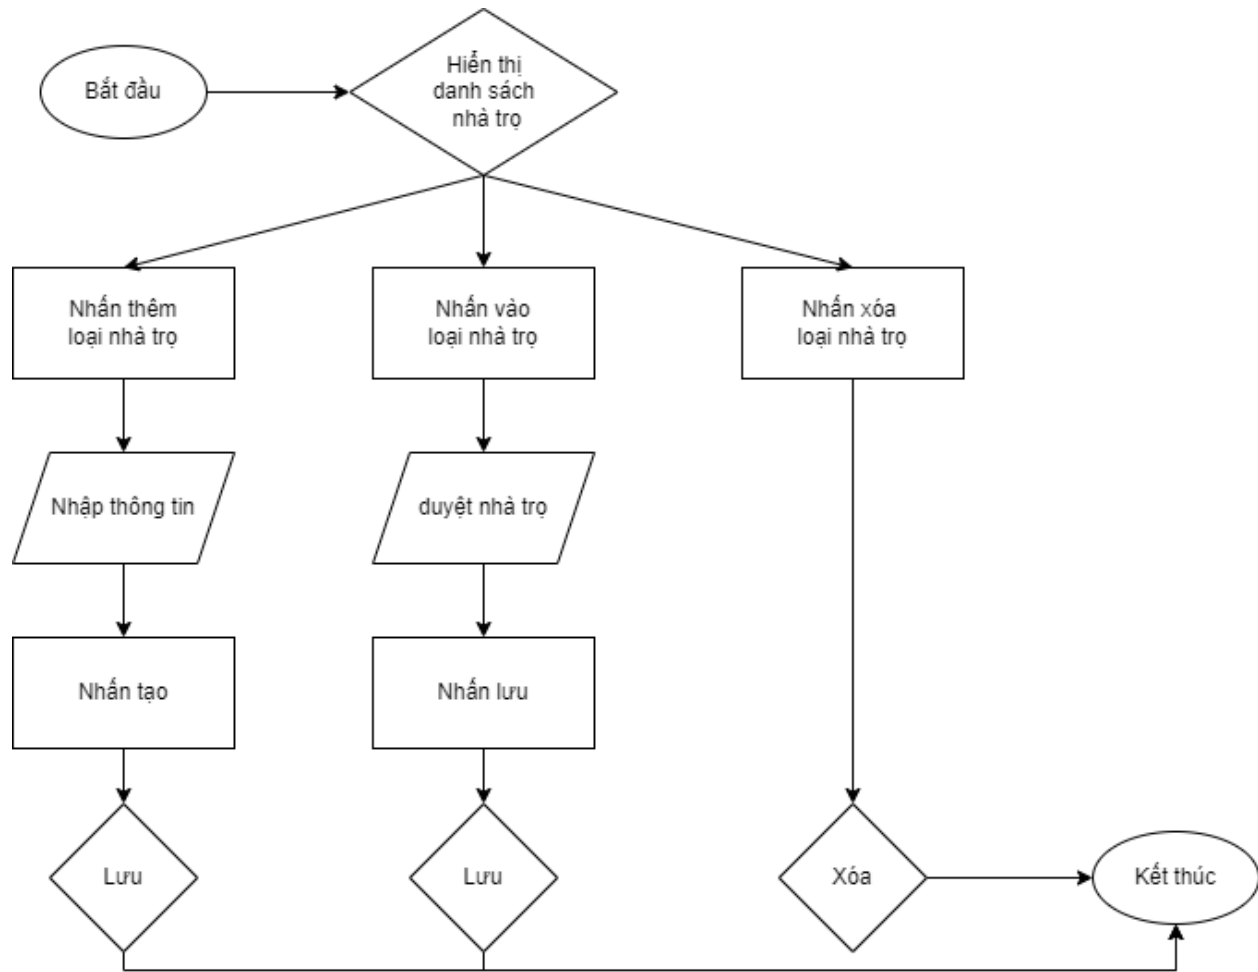 Bắt đầu
Hiển thị
danh sách
nhà trọ
Nhấn thêm
loại nhà trọ
Nhấn vào
loại nhà trọ
Nhấn xóa
loại nhà trọ
Nhập thông tin
duyệt nhà trọ
Nhấn tạo
Nhấn lưu
Lưu
Lưu
Xóa
Kết thúc